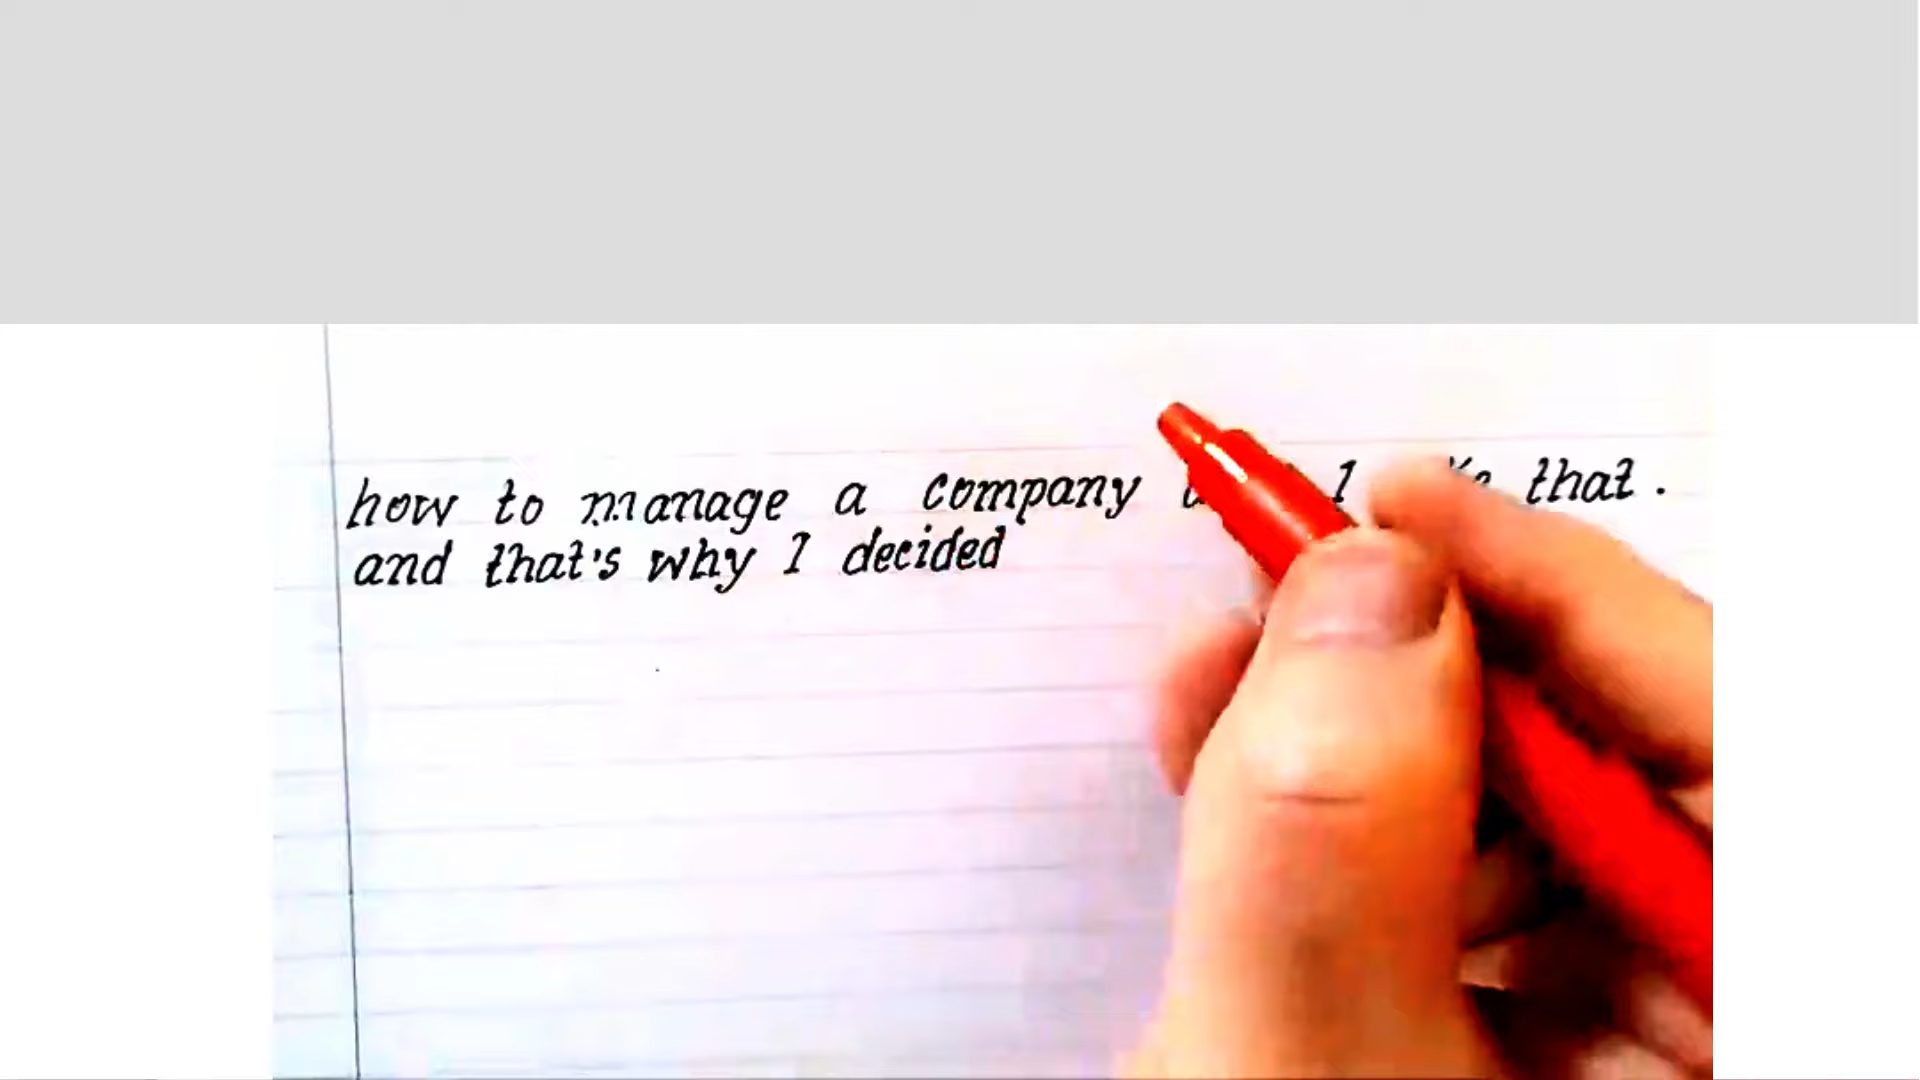 how to manage a company I that.
and that's why I decided